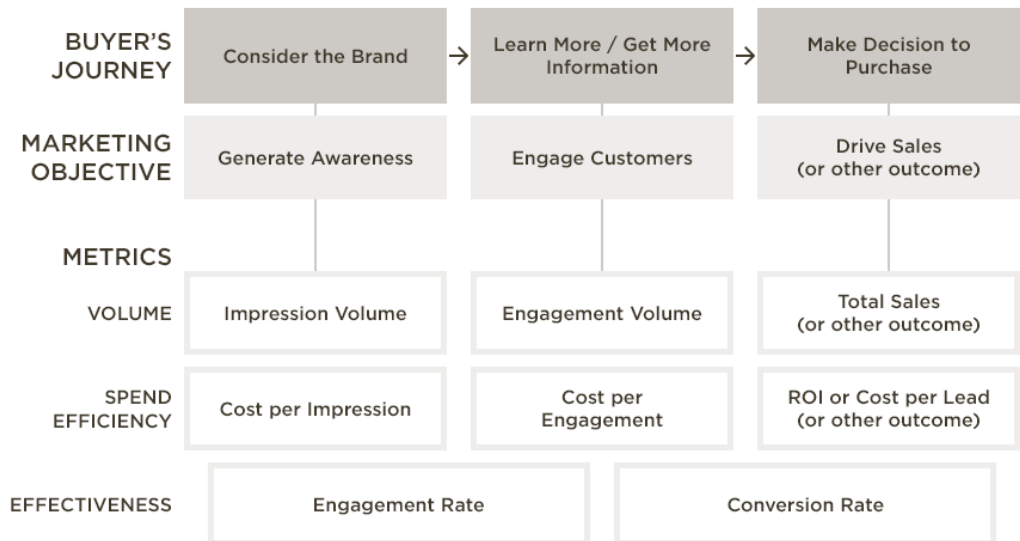 BUYER'S
JOURNEY
Consider the Brand
Learn More / Get More
Information
Make Decision to
Purchase
MARKETING
OBJECTIVE
Generate Awareness
Engage Customers
Drive Sales
(or other outcome)
METRICS
VOLUME
Impression Volume
Engagement Volume
Total Sales
(or other outcome)
SPEND
EFFICIENCY
Cost per Impression
Cost per
Engagement
ROI or Cost per Lead
(or other outcome)
EFFECTIVENESS
Engagement Rate
Conversion Rate